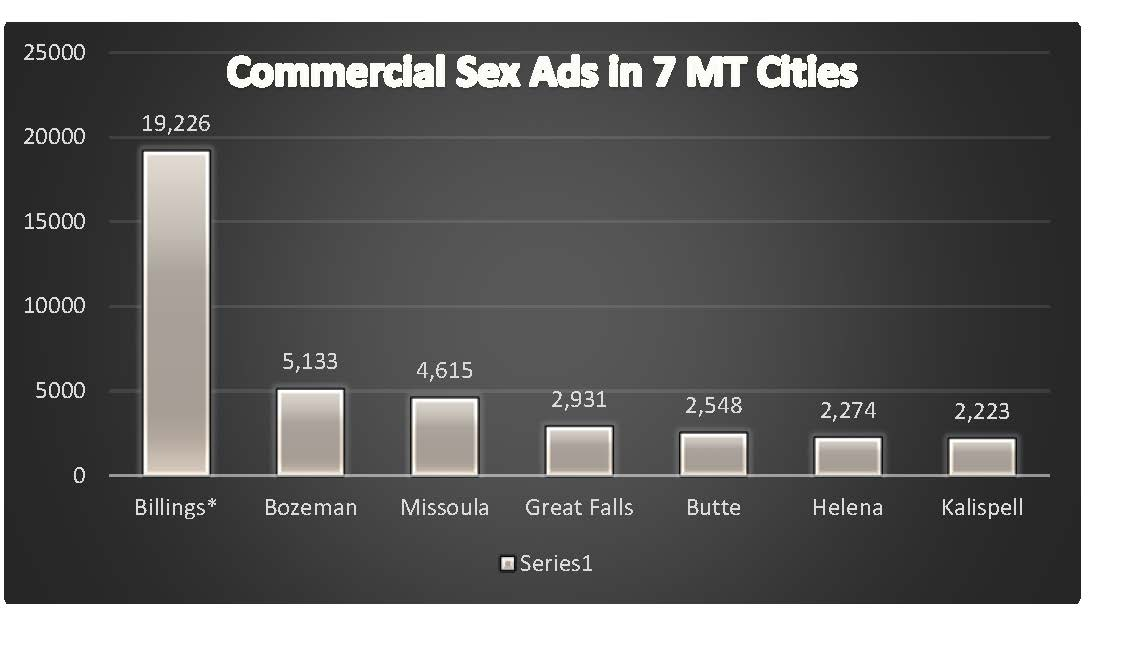 Commercial Sex Ads in 7 MT Cities
25000
20000
15000
10000
5000
0
19,226
5,133
4,615
2,931
2,548
2,274
2,223
Billings*
Bozeman
Missoula
Great Falls
Butte
Helena
Kalispell
Series1